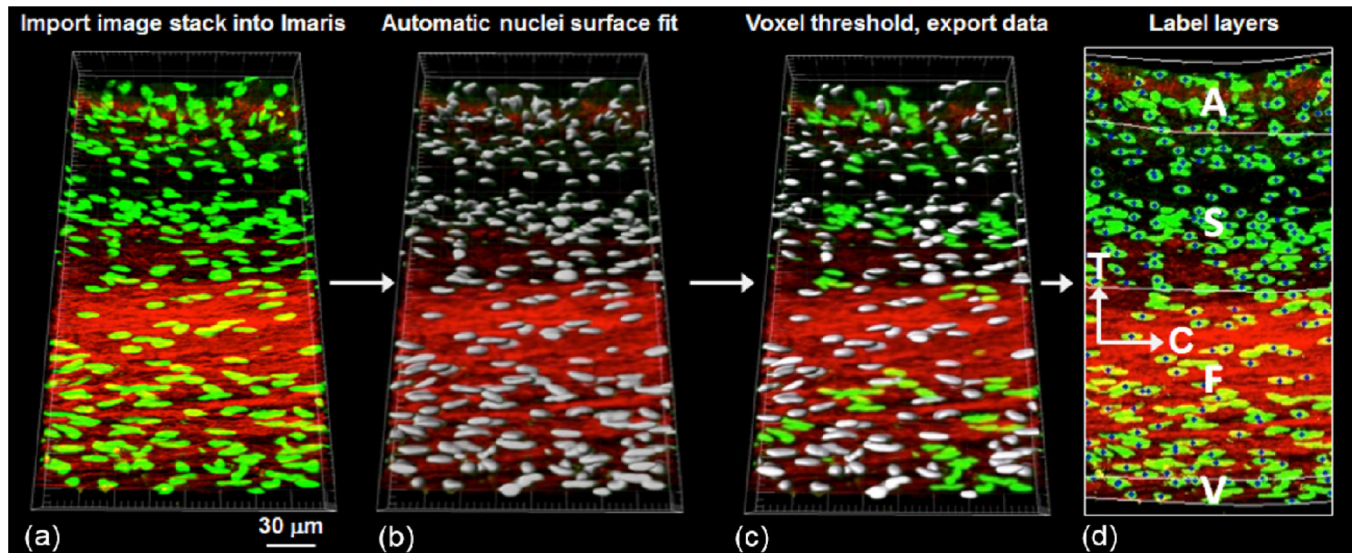 Import image stack into Imaris
Automatic nuclei surface fit
Voxel threshold, export data
Label layers
A
S
T
C
F
V
(a)
30 μm
(b)
(c)
(d)